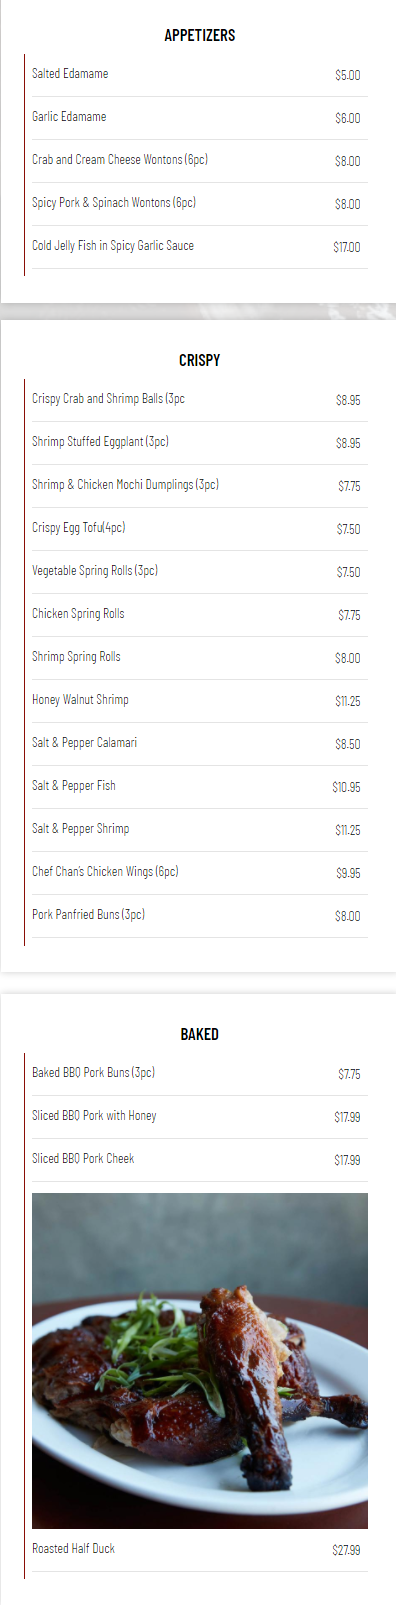 APPETIZERS
Salted Edamame $5.00
Garlic Edamame $6.00
Crab and Cream Cheese Wontons (6pc) $8.00
Spicy Pork & Spinach Wontons (6pc) $8.00
Cold Jelly Fish in Spicy Garlic Sauce $17.00
CRISPY
Crispy Crab and Shrimp Balls (3pc $8.95
Shrimp Stuffed Eggplant (3pc) $8.95
Shrimp & Chicken Mochi Dumplings (3pc) $7.75
Crispy Egg Tofu(4pc) $7.50
Vegetable Spring Rolls (3pc) $7.50
Chicken Spring Rolls $7.75
Shrimp Spring Rolls $8.00
Honey Walnut Shrimp $11.25
Salt & Pepper Calamari $8.50
Salt & Pepper Fish $10.95
Salt & Pepper Shrimp $11.25
Chef Chan's Chicken Wings (6pc) $9.95
Pork Panfried Buns (3pc) $8.00
BAKED
Baked BBQ Pork Buns (3pc) $7.75
Sliced BBQ Pork with Honey $17.99
Sliced BBQ Pork Cheek $17.99
Roasted Half Duck $27.99